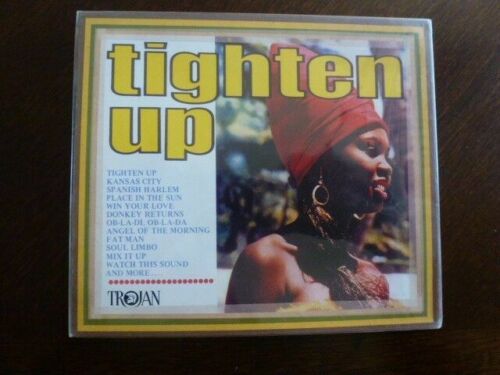 tighten
up
TIGHTEN UP
KANSAS CITY
SPANISH HARLEM
PLACE IN THE SUN
WIN YOUR LOVE
DONKEY RETURNS
OB-LA-DI, OB-LA-DA
ANGEL OF THE MORNING
FAT MAN
SOUL LIMBO
MIX IT UP
WATCH THIS SOUND
AND MORE...
TROJAN